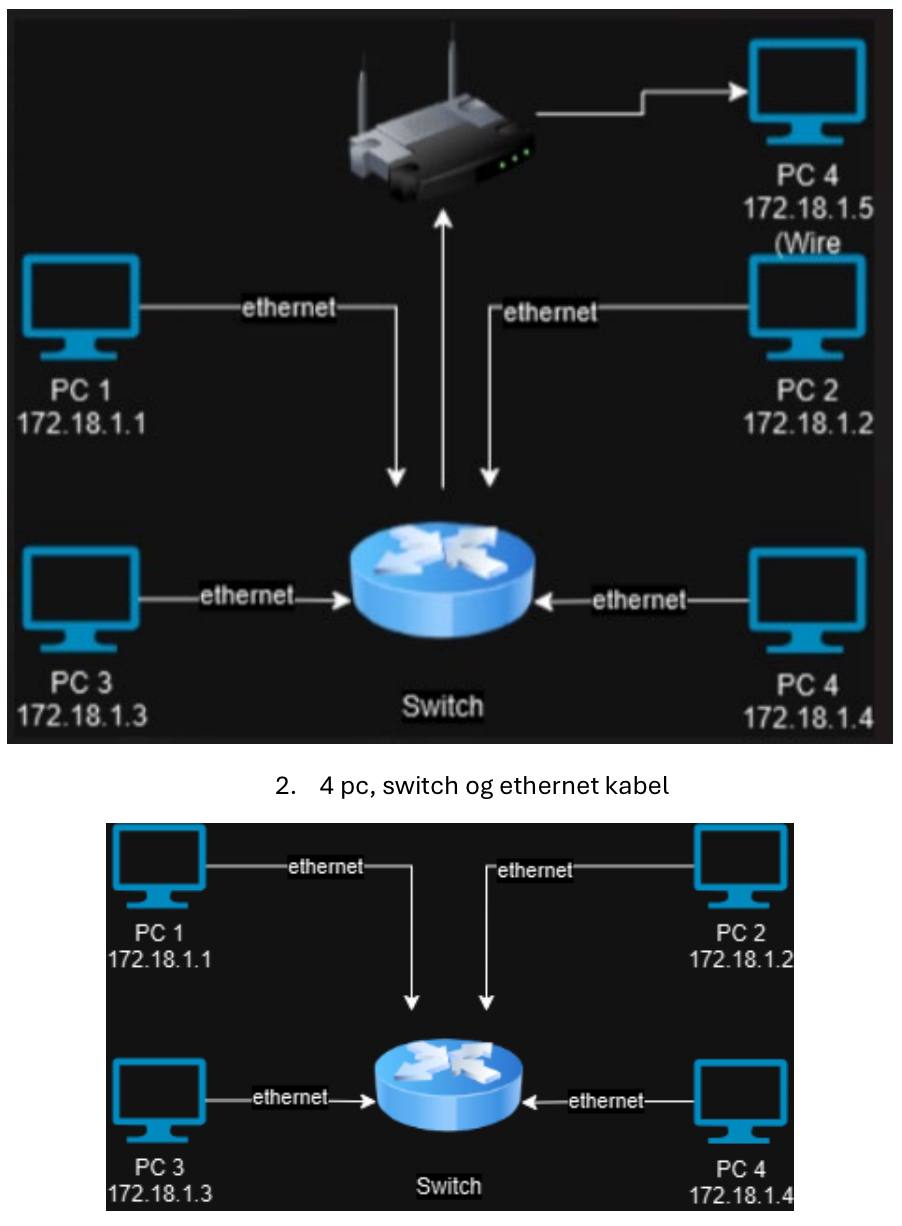 PC 4
172.18.1.5
(Wire
ethernet
ethernet
PC 1
172.18.1.1
PC 2
172.18.1.2
ethernet
ethernet
PC 3
172.18.1.3
Switch
PC 4
172.18.1.4
2. 4 pc, switch og ethernet kabel
ethernet
ethernet
PC 1
172.18.1.1
PC 2
172.18.1.2
ethernet
ethernet
PC 3
172.18.1.3
Switch
PC 4
172.18.1.4